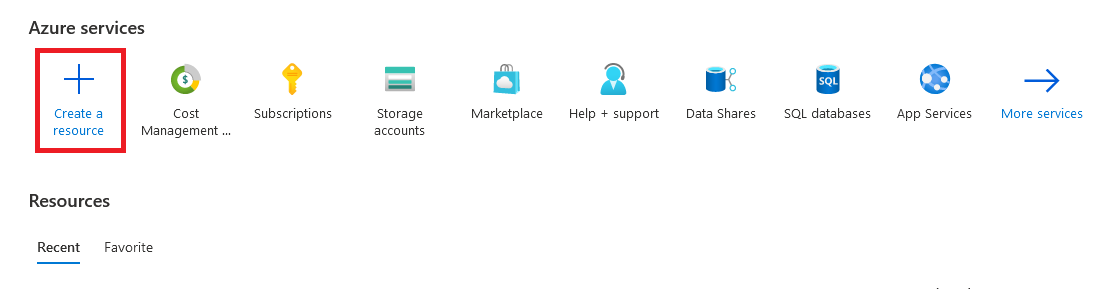 Azure services
Create a
resource
Cost
Management ...
Subscriptions
Storage
accounts
Marketplace
Help + support
Data Shares
SQL
SQL databases
App Services
More services
Resources
Recent
Favorite